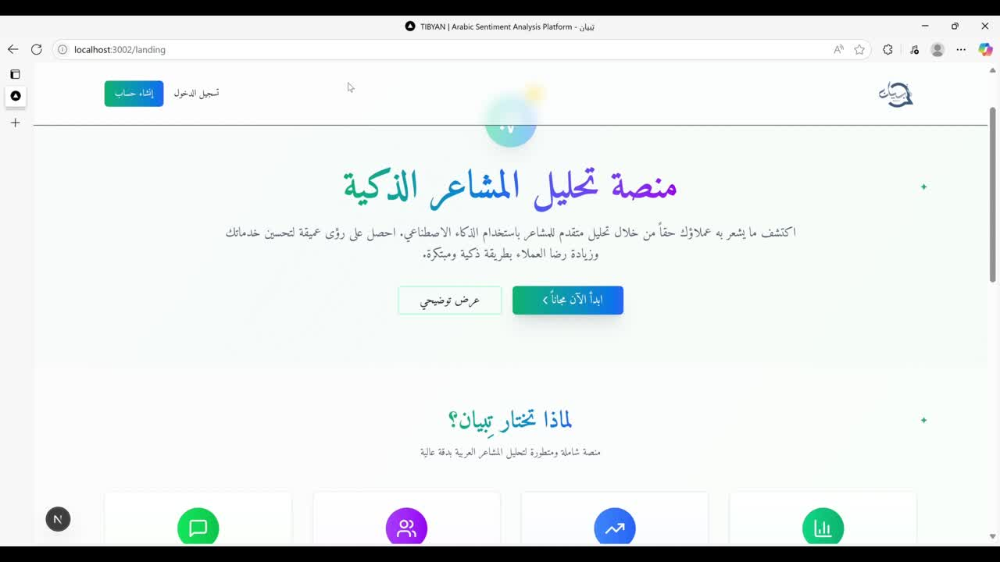 TIBYAN | Arabic Sentiment Analysis Platform - تِبيان
localhost:3002/landing
تسجيل الدخول
إنشاء حساب
منصة تحليل المشاعر الذكية
اكتشف ما يشعر به عملاؤك حقاً من خلال تحليل متقدم للمشاعر باستخدام الذكاء الاصطناعي. احصل على رؤى عميقة لتحسين خدماتك
وزيادة رضا العملاء بطريقة ذكية ومبتكرة.
ابدأ الآن مجاناً
عرض توضيحي
لماذا تختار تِبيان؟
منصة شاملة ومتطورة لتحليل المشاعر العربية بدقة عالية
N